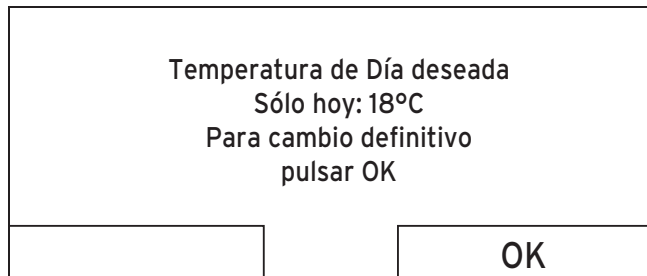 Temperatura de Día deseada
Sólo hoy: 18°C
Para cambio definitivo
pulsar OK
OK